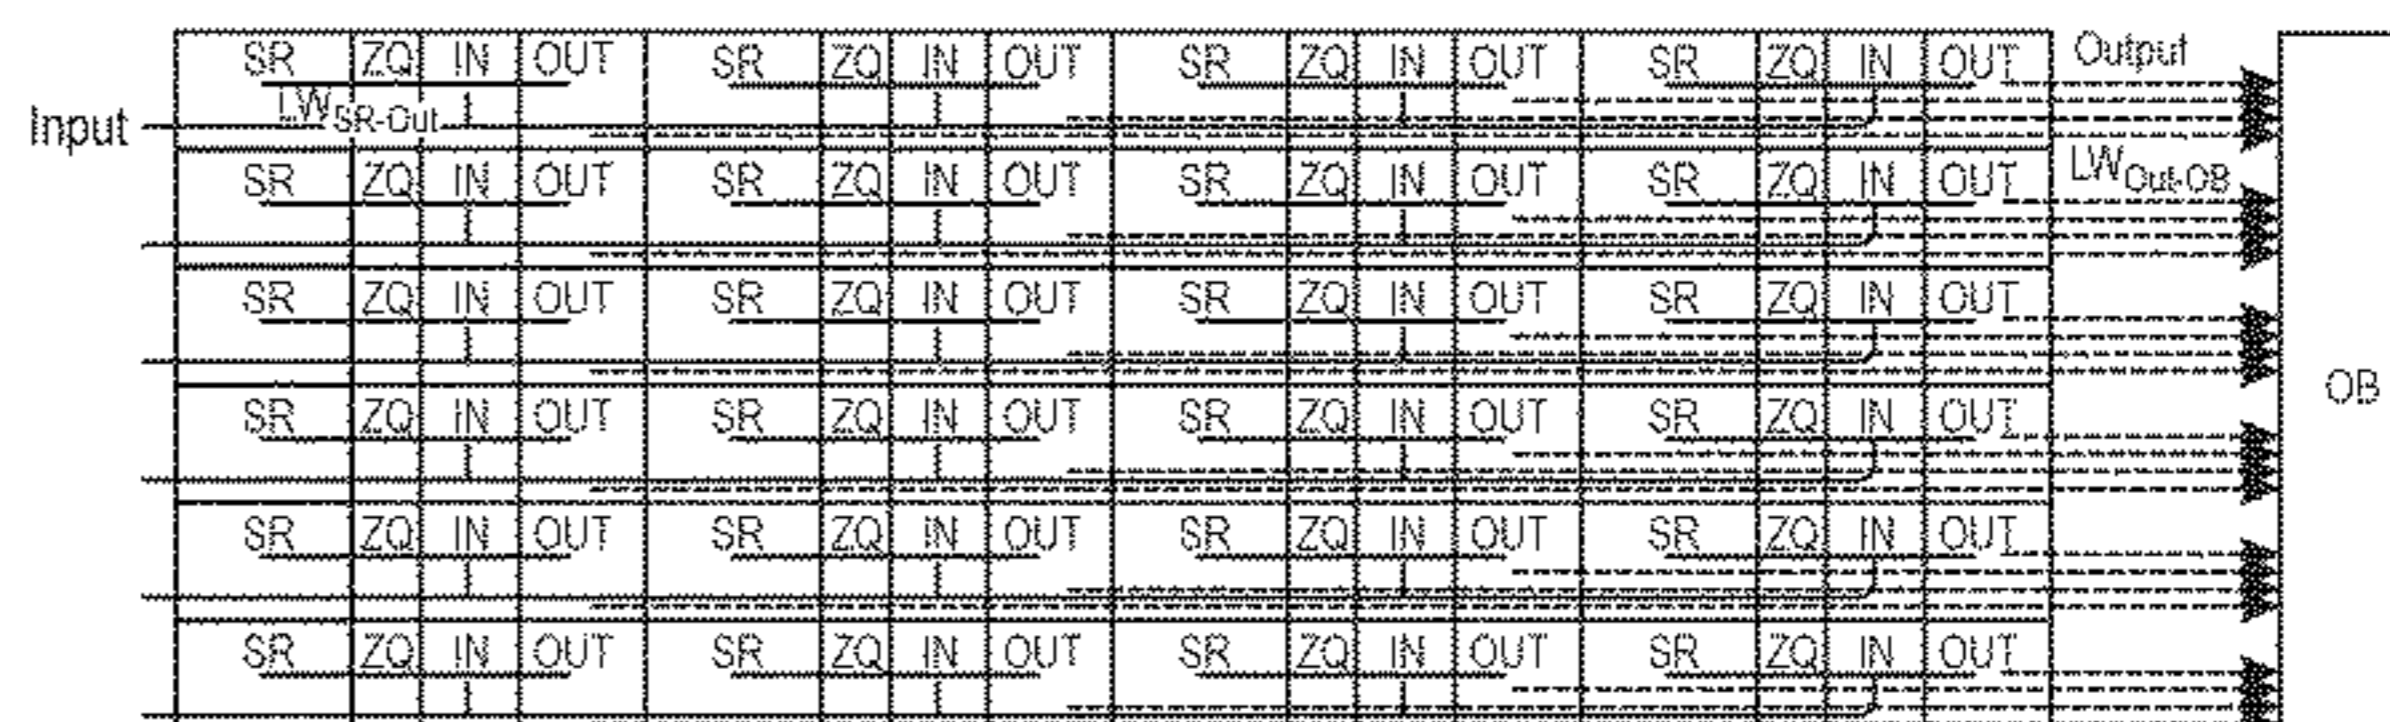 SR ZQ IN OUT SR ZQ IN OUT SR ZQ IN OUT SR ZQ IN OUT Output
Input LWSR-Out
SR ZQ IN OUT SR ZQ IN OUT SR ZQ IN OUT SR ZQ IN OUT LWOut-OB
SR ZQ IN OUT SR ZQ IN OUT SR ZQ IN OUT SR ZQ IN OUT
OB
SR ZQ IN OUT SR ZQ IN OUT SR ZQ IN OUT SR ZQ IN OUT
SR ZQ IN OUT SR ZQ IN OUT SR ZQ IN OUT SR ZQ IN OUT
SR ZQ IN OUT SR ZQ IN OUT SR ZQ IN OUT SR ZQ IN OUT